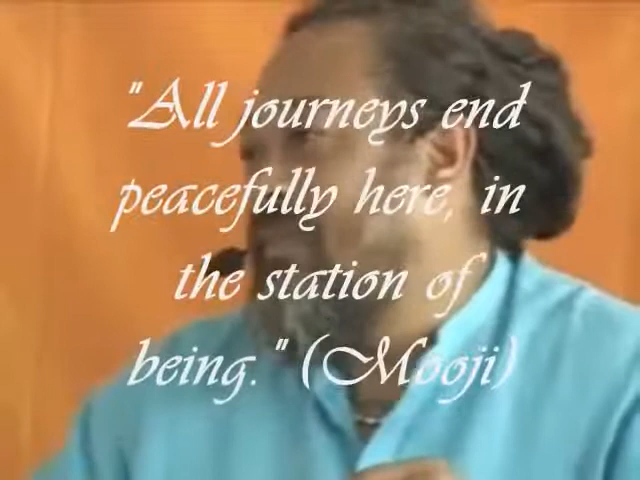 "All journeys end
peacefully here, in
the station of
being." (Mooji)